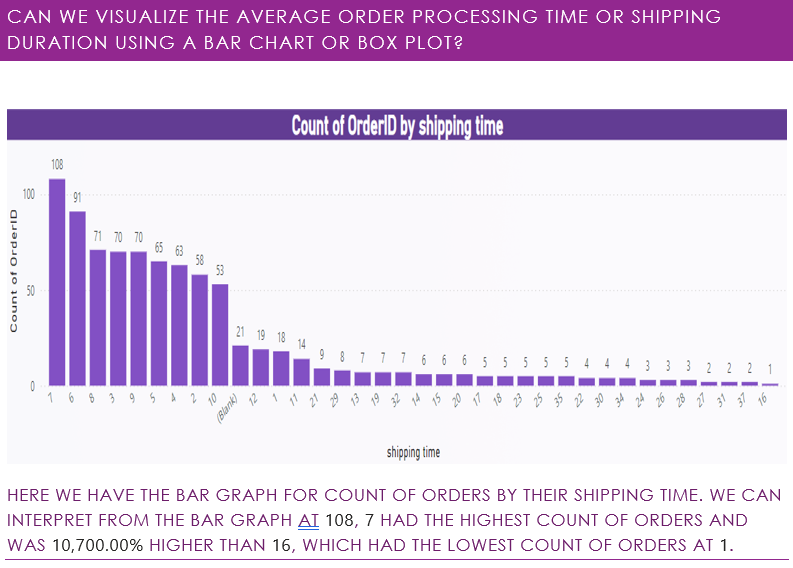 CAN WE VISUALIZE THE AVERAGE ORDER PROCESSING TIME OR SHIPPING
DURATION USING A BAR CHART OR BOX PLOT?
Count of OrderID by shipping time
Count of OrderID
100
50
0
108 91 71 70 70 65 63 58 53 21 19 18 14 9 8 7 7 7 6 6 6 5 5 5 5 5 4 4 4 3 3 3 2 2 2 1
7 6 8 3 9 5 4 2 10 (Blank) 12 1 11 21 29 13 19 32 14 15 20 17 18 23 25 35 22 30 34 24 26 28 27 31 37 16
shipping time
HERE WE HAVE THE BAR GRAPH FOR COUNT OF ORDERS BY THEIR SHIPPING TIME. WE CAN
INTERPRET FROM THE BAR GRAPH AT 108, 7 HAD THE HIGHEST COUNT OF ORDERS AND
WAS 10,700.00% HIGHER THAN 16, WHICH HAD THE LOWEST COUNT OF ORDERS AT 1.